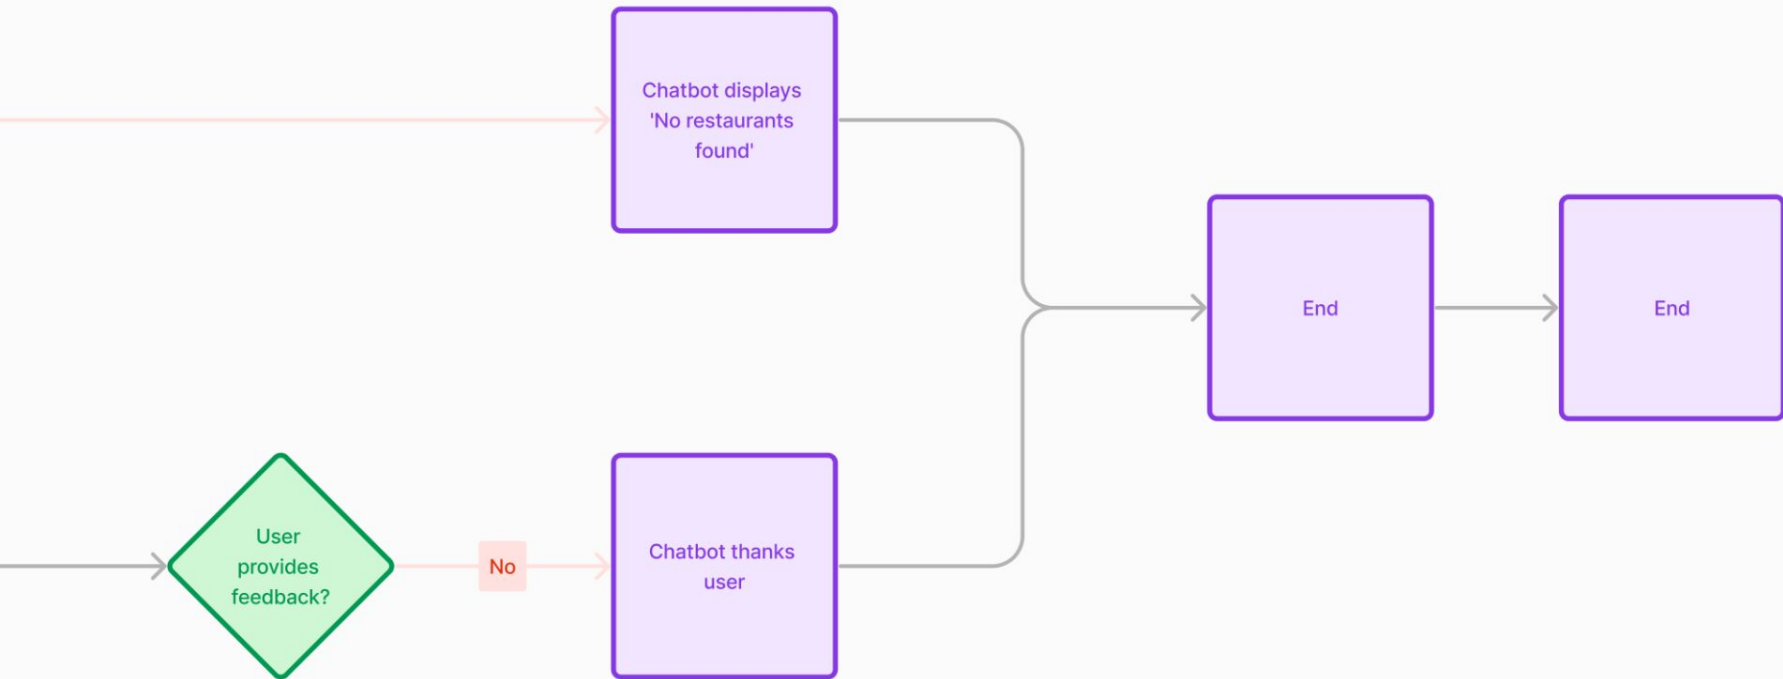 Chatbot displays
'No restaurants
found'
End
End
User
provides
feedback?
No
Chatbot thanks
user